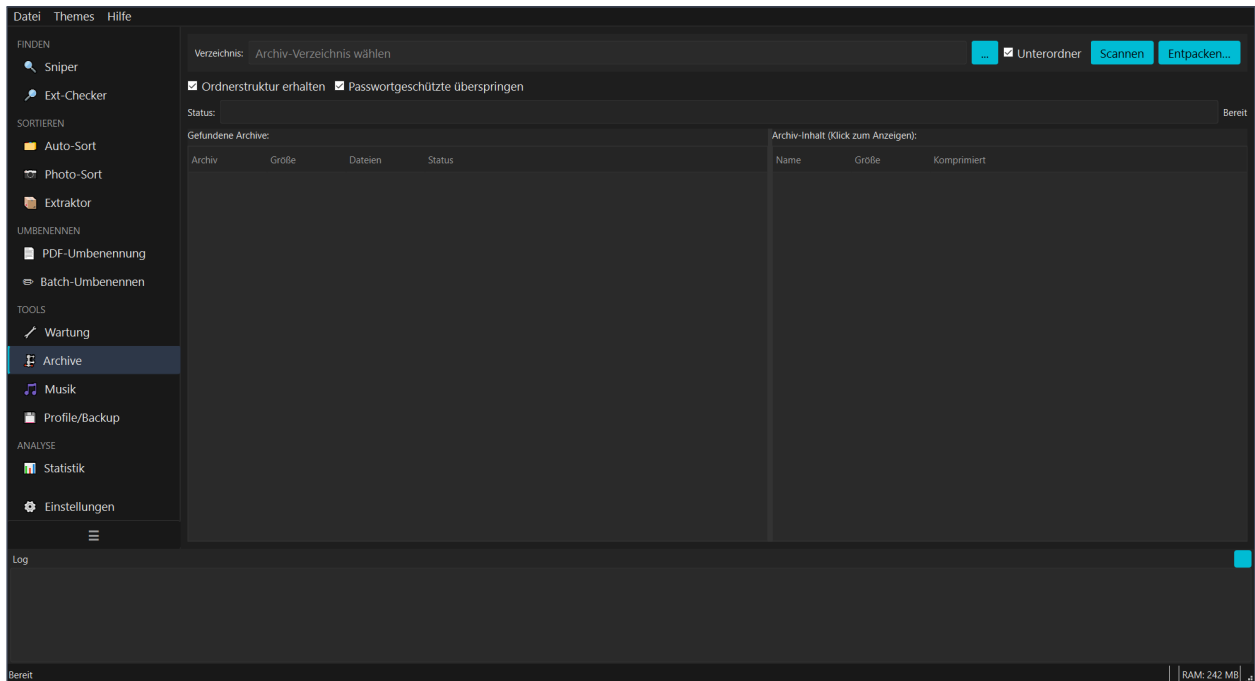 Datei Themes Hilfe
FINDEN
Sniper
Ext-Checker
SORTIEREN
Auto-Sort
Photo-Sort
Extraktor
UMBENENNEN
PDF-Umbenennung
Batch-Umbenennen
TOOLS
Wartung
Archive
Musik
Profile/Backup
ANALYSE
Statistik
Einstellungen
Verzeichnis: Archiv-Verzeichnis wählen ... Unterordner Scannen Entpacken...
Ordnerstruktur erhalten Passwortgeschützte überspringen
Status: Bereit
Gefundene Archive:
Archiv Größe Dateien Status
Archiv-Inhalt (Klick zum Anzeigen):
Name Größe Komprimiert
Log
Bereit RAM: 242 MB